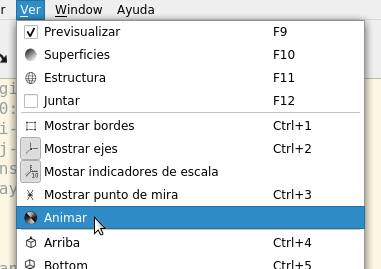 r Ver Window Ayuda
Previsualizar F9
Superficies F10
Estructura F11
Juntar F12
Mostrar bordes Ctrl+1
Mostrar ejes Ctrl+2
Mostar indicadores de escala
Mostrar punto de mira Ctrl+3
Animar
Arriba Ctrl+4
Bottom Ctrl+5